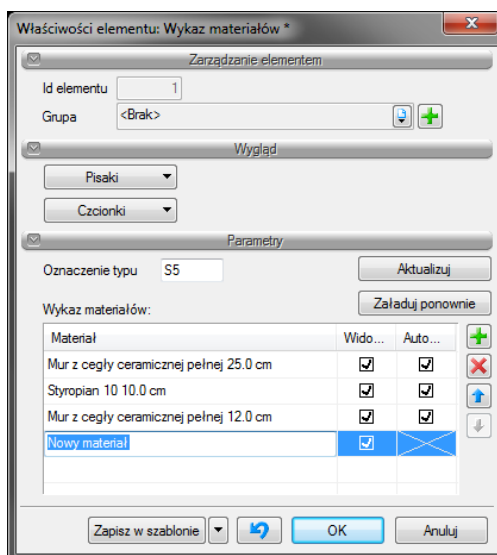 Właściwości elementu: Wykaz materiałów *
Zarządzanie elementem
Id elementu 1
Grupa <Brak>
Wygląd
Pisaki
Czcionki
Parametry
Oznaczenie typu S5 Aktualizuj
Wykaz materiałów: Załaduj ponownie
Materiał Wido... Auto...
Mur z cegły ceramicznej pełnej 25.0 cm
Styropian 10 10.0 cm
Mur z cegły ceramicznej pełnej 12.0 cm
Nowy materiał
Zapisz w szablonie OK Anuluj